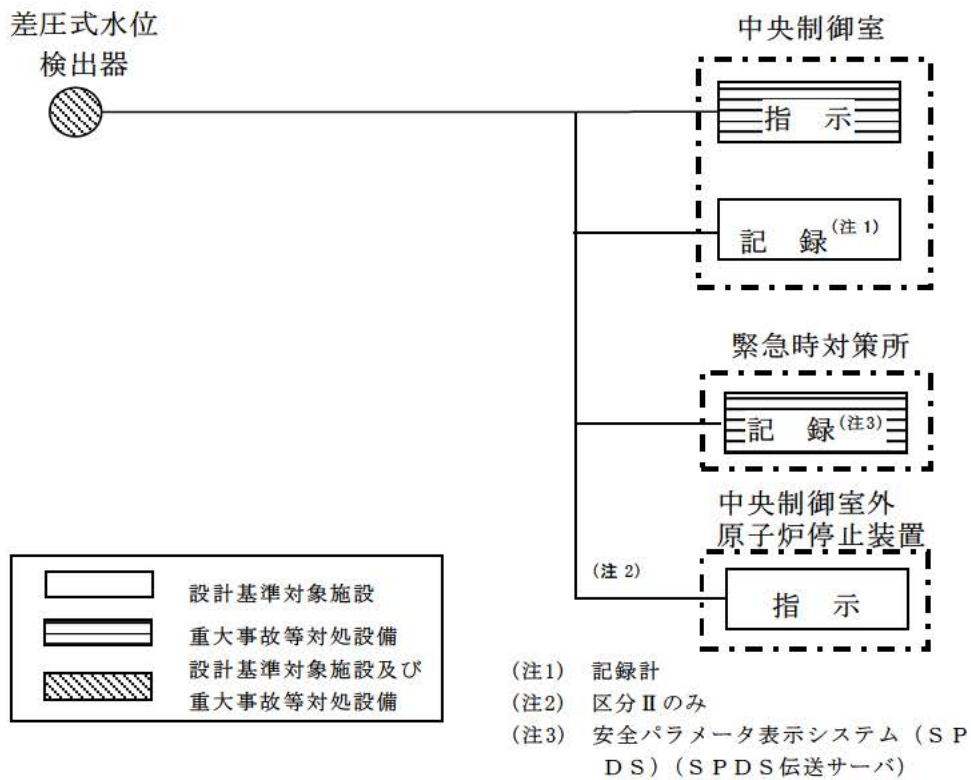 差圧式水位
検出器
中央制御室
指 示
記 録(注1)
緊急時対策所
記 録(注3)
中央制御室外
原子炉停止装置
(注 2)
指 示
設計基準対象施設
重大事故等対処設備
設計基準対象施設及び
重大事故等対処設備
(注1) 記録計
(注2) 区分Ⅱのみ
(注3) 安全パラメータ表示システム（ＳＰ
ＤＳ）（ＳＰＤＳ伝送サーバ）